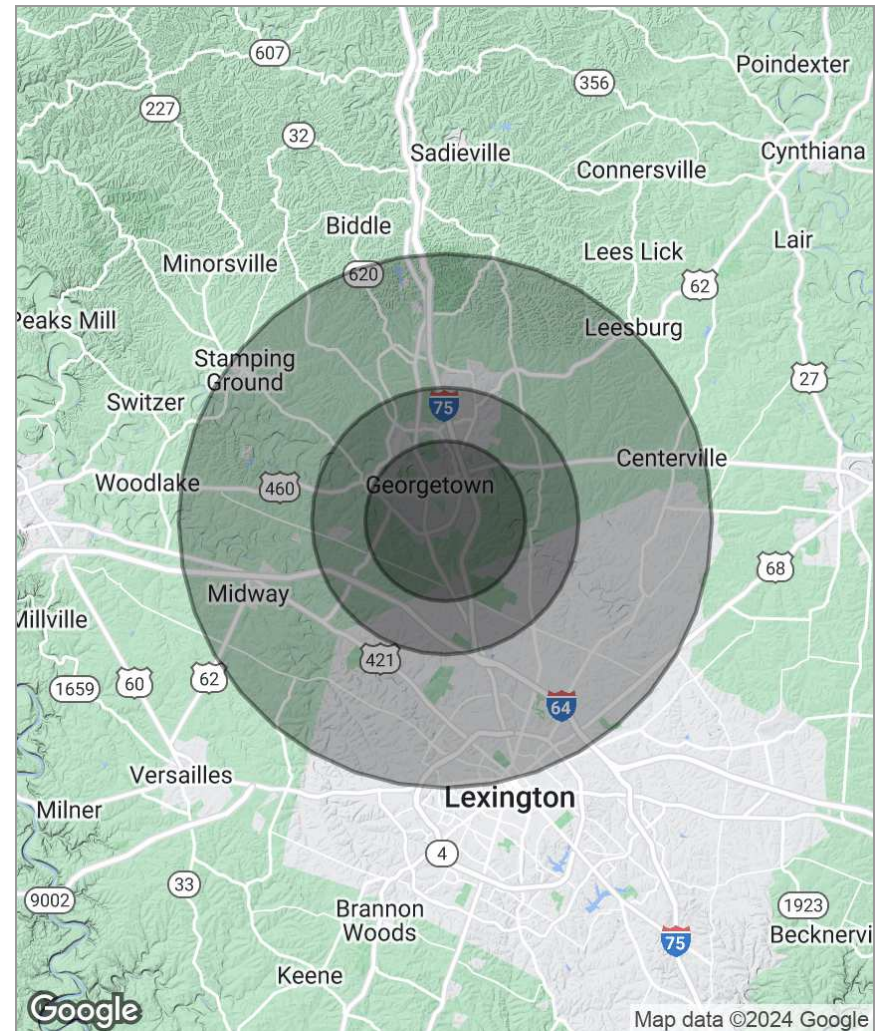 607
Poindexter
356
227
32
Sadieville
Cynthiana
Connersville
Biddle
Lair
Lees Lick
Minorsville
620
62
Peaks Mill
Leesburg
Stamping
Ground
27
75
Switzer
Centerville
Woodlake
460
Georgetown
68
Midway
Millville
421
1659
60
62
64
Versailles
Lexington
Milner
4
33
9002
1923
Brannon
Woods
75
Becknervi
Keene
Google
Map data ©2024 Google